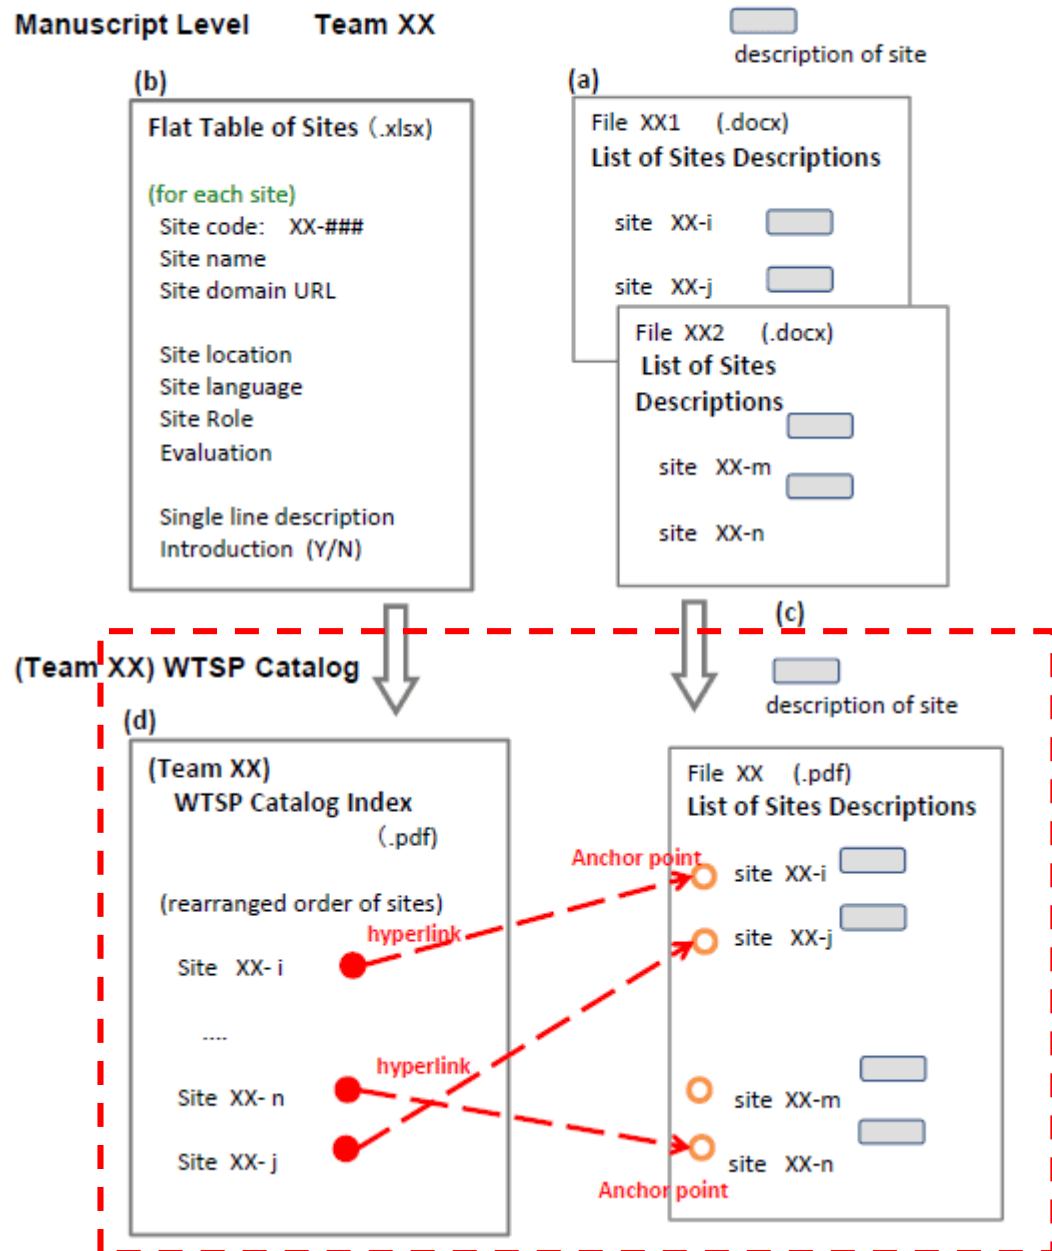 Manuscript Level Team XX
description of site
(b)
Flat Table of Sites (.xlsx)
(for each site)
Site code: XX-###
Site name
Site domain URL
Site location
Site language
Site Role
Evaluation
Single line description
Introduction (Y/N)
(a)
File XX1 (.docx)
List of Sites Descriptions
site XX-i
site XX-j
File XX2 (.docx)
List of Sites
Descriptions
site XX-m
site XX-n
(c)
(Team XX) WTSP Catalog
description of site
(d)
(Team XX)
WTSP Catalog Index
(.pdf)
(rearranged order of sites)
hyperlink
Site XX- i
....
hyperlink
Site XX- n
Site XX- j
File XX (.pdf)
List of Sites Descriptions
Anchor point
site XX-i
site XX-j
site XX-m
site XX-n
Anchor point